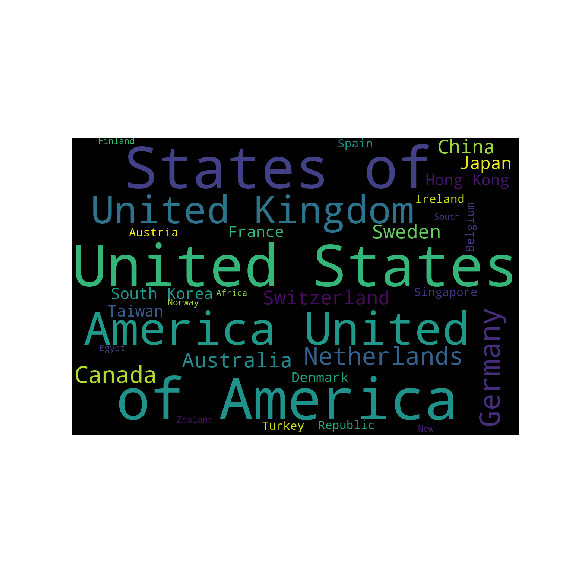 Finland
Spain
China
States of
Japan
Hong Kong
United Kingdom
Ireland
South
Belgium
Austria
France
Sweden
United States
South Korea
Africa
Switzerland
Singapore
Norway
Taiwan
America United
Germany
Egypt
Australia
Netherlands
Canada
Denmark
of America
Zealand
Turkey
Republic
New